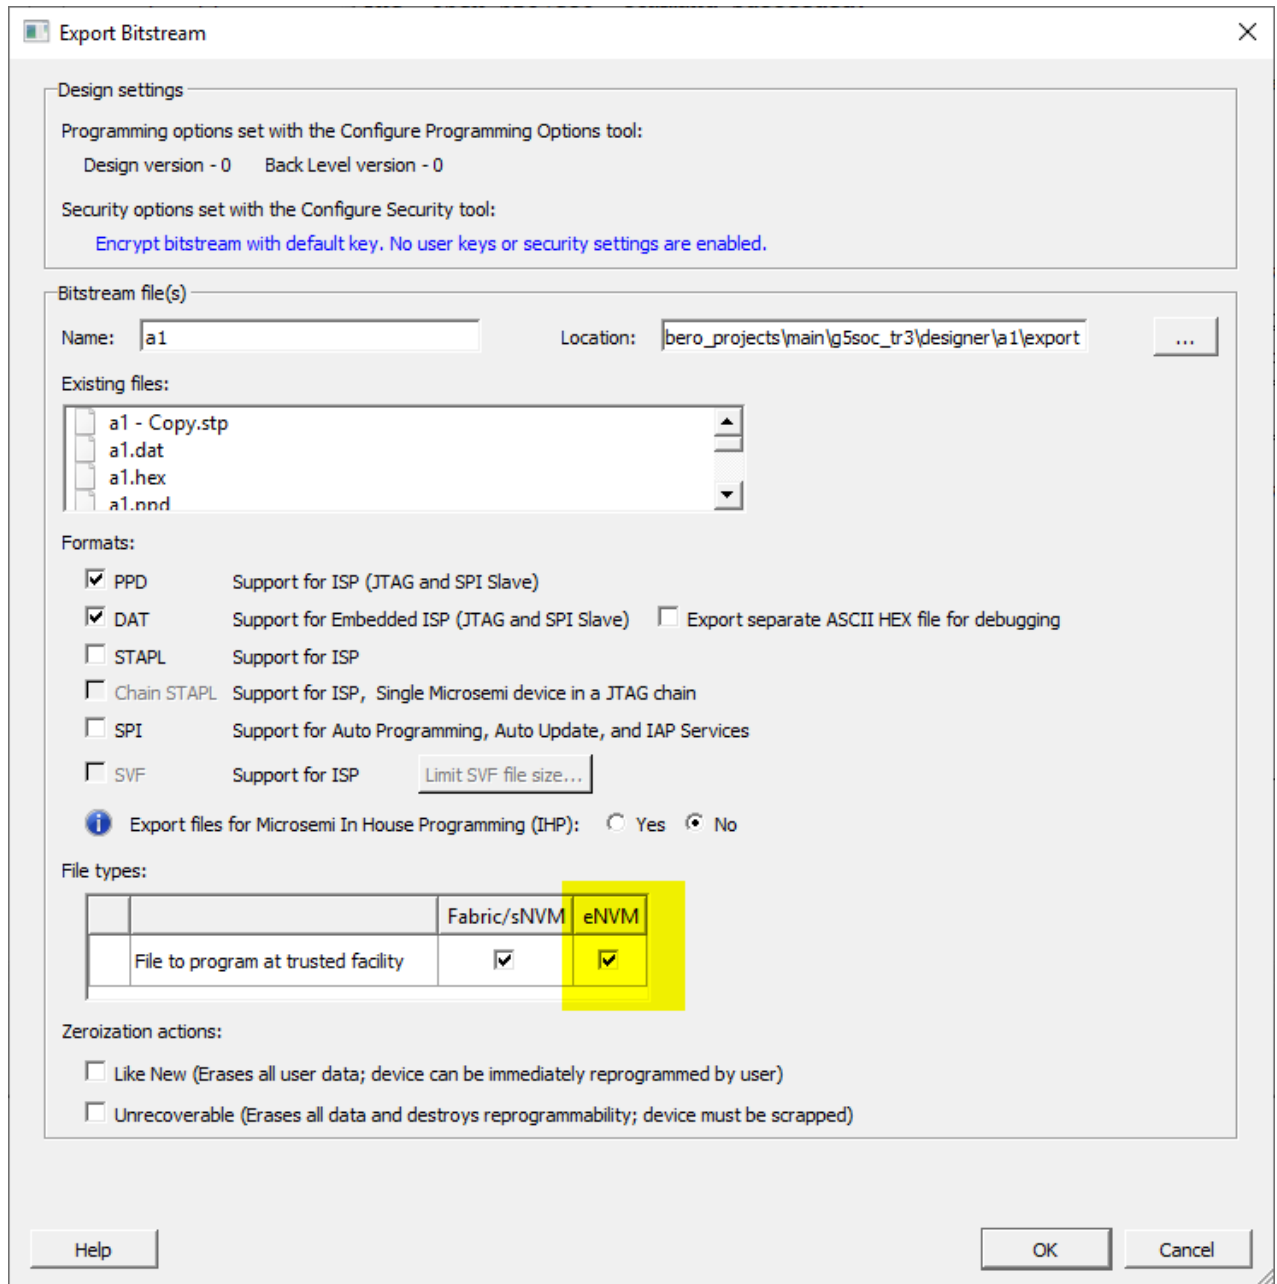 Export Bitstream
Design settings
Programming options set with the Configure Programming Options tool:
Design version - 0 Back Level version - 0
Security options set with the Configure Security tool:
Encrypt bitstream with default key. No user keys or security settings are enabled.
Bitstream file(s)
Name: a1 Location: bero_projects\main\g5soc_tr3\designer\a1\export ...
Existing files:
a1 - Copy.stp
a1.dat
a1.hex
a1.ppd
Formats:
PPD Support for ISP (JTAG and SPI Slave)
DAT Support for Embedded ISP (JTAG and SPI Slave) Export separate ASCII HEX file for debugging
STAPL Support for ISP
Chain STAPL Support for ISP, Single Microsemi device in a JTAG chain
SPI Support for Auto Programming, Auto Update, and IAP Services
SVF Support for ISP Limit SVF file size...
Export files for Microsemi In House Programming (IHP): Yes No
File types:
Fabric/sNVM eNVM
File to program at trusted facility
Zeroization actions:
Like New (Erases all user data; device can be immediately reprogrammed by user)
Unrecoverable (Erases all data and destroys reprogrammability; device must be scrapped)
Help OK Cancel